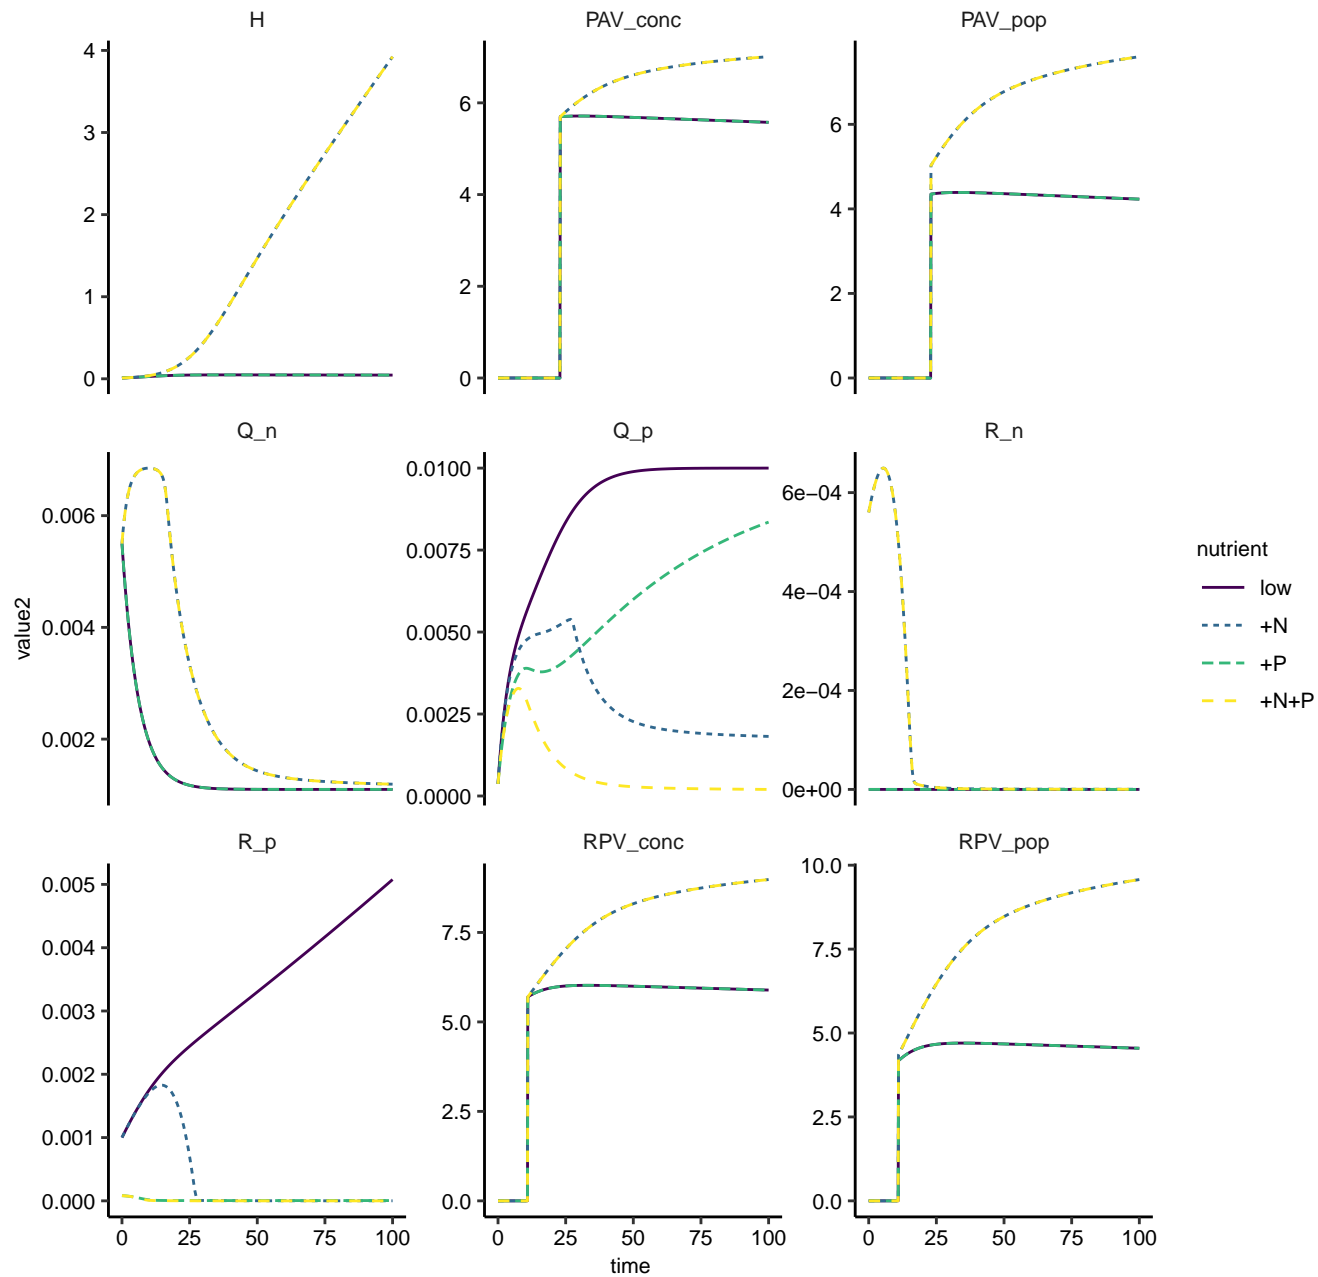 H PAV_conc PAV_pop
4
3
2
1
0
6
4
2
0
6
4
2
0
Q_n Q_p R_n
0.006
0.004
0.002
0.0100
0.0075
0.0050
0.0025
0.0000
6e−04
4e−04
2e−04
0e+00
R_p RPV_conc RPV_pop
0.005
0.004
0.003
0.002
0.001
0.000
7.5
5.0
2.5
0.0
10.0
7.5
5.0
2.5
0.0
0 25 50 75 100
0 25 50 75 100
0 25 50 75 100
time
value2
nutrient
low
+N
+P
+N+P